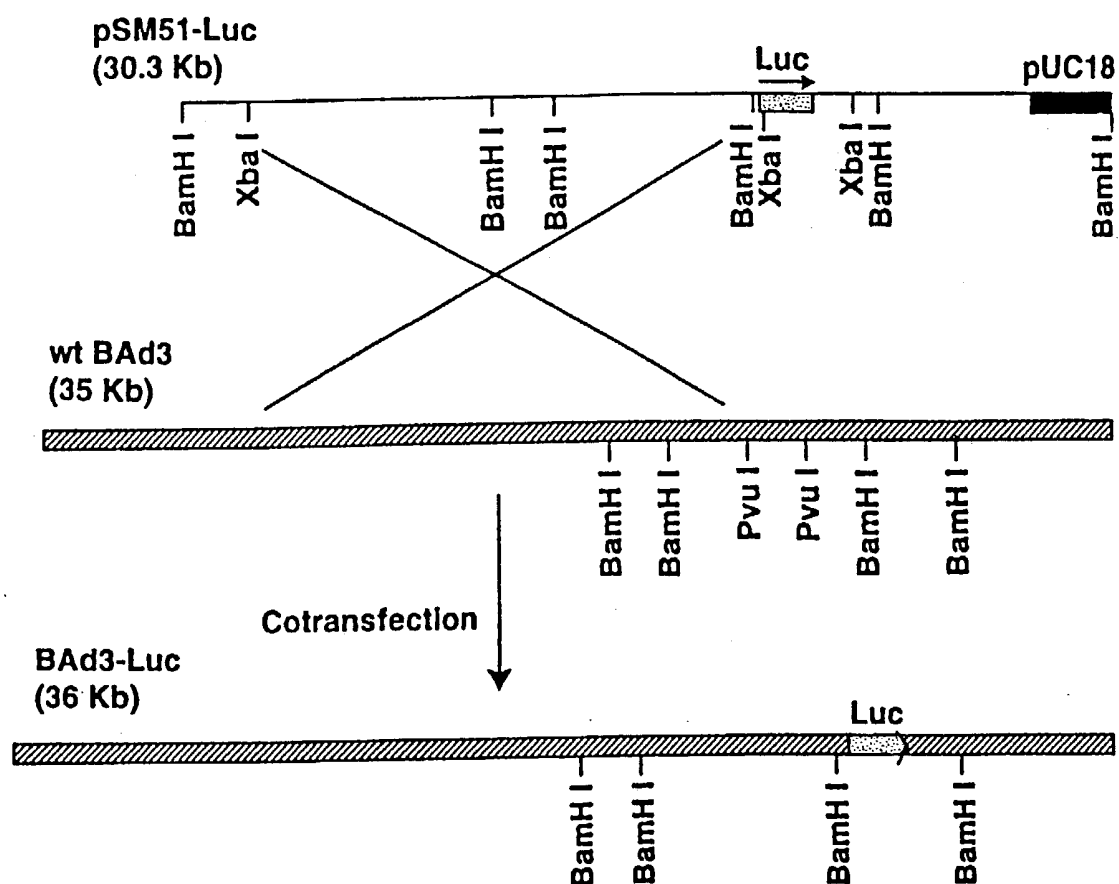 pSM51-Luc
(30.3 Kb)
Luc
pUC18
BamH I
Xba I
BamH I
BamH I
BamH I
Xba I
Xba I
BamH I
BamH I
wt BAd3
(35 Kb)
BamH I
BamH I
Pvu I
Pvu I
BamH I
BamH I
Cotransfection
BAd3-Luc
(36 Kb)
Luc
BamH I
BamH I
BamH I
BamH I